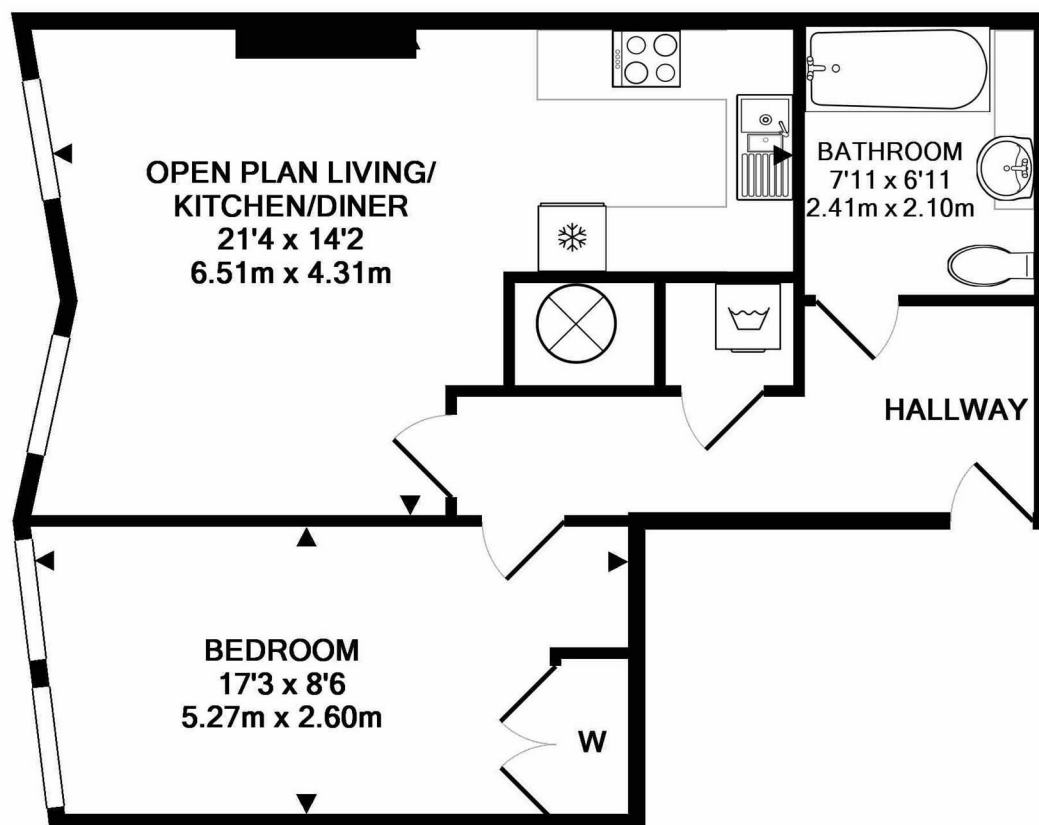 OPEN PLAN LIVING/
KITCHEN/DINER
21'4 x 14'2
6.51m x 4.31m
BATHROOM
7'11 x 6'11
2.41m x 2.10m
HALLWAY
BEDROOM
17'3 x 8'6
5.27m x 2.60m
W